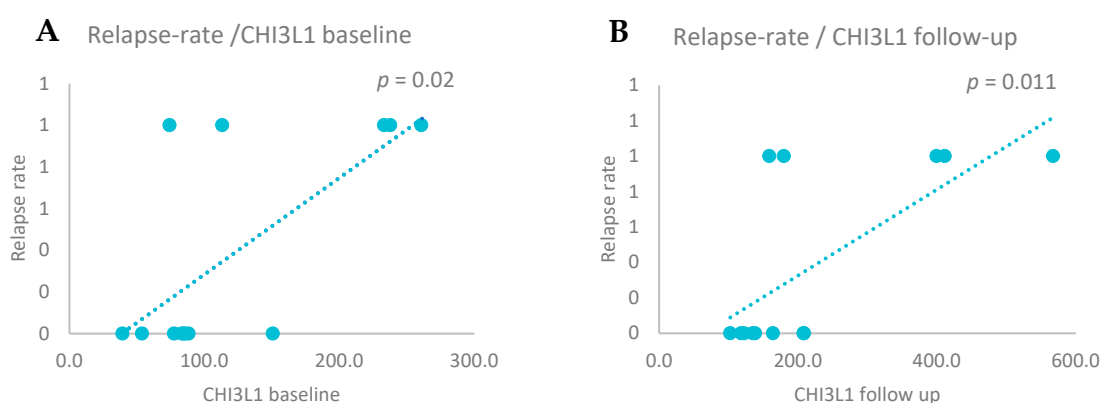 A Relapse-rate /CHI3L1 baseline
p = 0.02
1
1
1
1
0
0
0
Relapse rate
0.0 100.0 200.0 300.0
CHI3L1 baseline
B Relapse-rate / CHI3L1 follow-up
p = 0.011
1
1
1
1
1
0
0
0
Relapse rate
0.0 200.0 400.0 600.0
CHI3L1 follow up